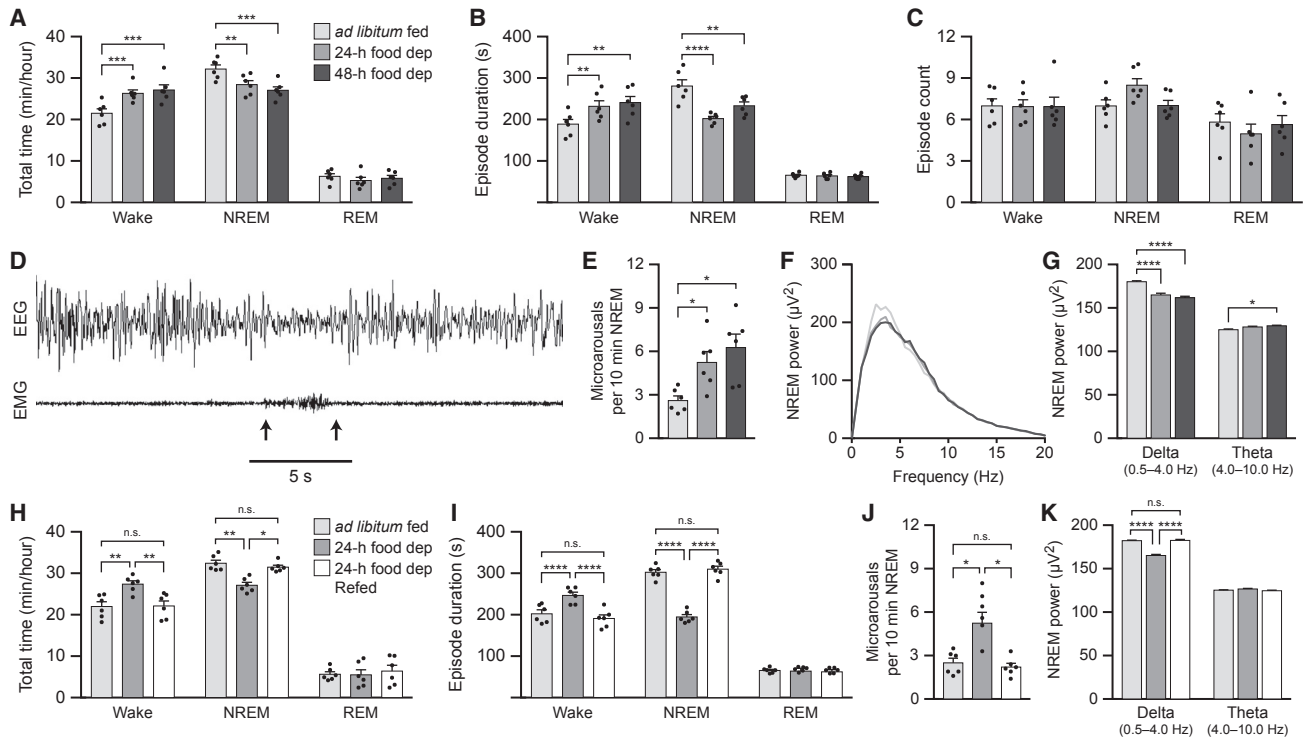 A
Total time (min/hour)
40
30
20
10
0
***
***
***
**
ad libitum fed
24-h food dep
48-h food dep
Wake
NREM
REM
B
Episode duration (s)
400
300
200
100
**
**
**
****
Wake
NREM
REM
C
Episode count
12
9
6
3
0
Wake
NREM
REM
D
EEG
EMG
5 s
E
Microarousals
per 10 min NREM
12
9
6
3
0
*
*
F
NREM power (µV2)
300
200
100
0
0
5
10
15
20
Frequency (Hz)
G
NREM power (µV2)
200
150
100
50
0
****
****
*
Delta
(0.5–4.0 Hz)
Theta
(4.0–10.0 Hz)
H
Total time (min/hour)
40
30
20
10
0
n.s.
** **
n.s.
** *
ad libitum fed
24-h food dep
24-h food dep
Refed
Wake
NREM
REM
I
Episode duration (s)
400
300
200
100
n.s.
**** ****
n.s.
**** ****
Wake
NREM
REM
J
Microarousals
per 10 min NREM
12
9
6
3
0
n.s.
* *
K
NREM power (µV2)
200
150
100
50
0
n.s.
**** ****
Delta
(0.5–4.0 Hz)
Theta
(4.0–10.0 Hz)